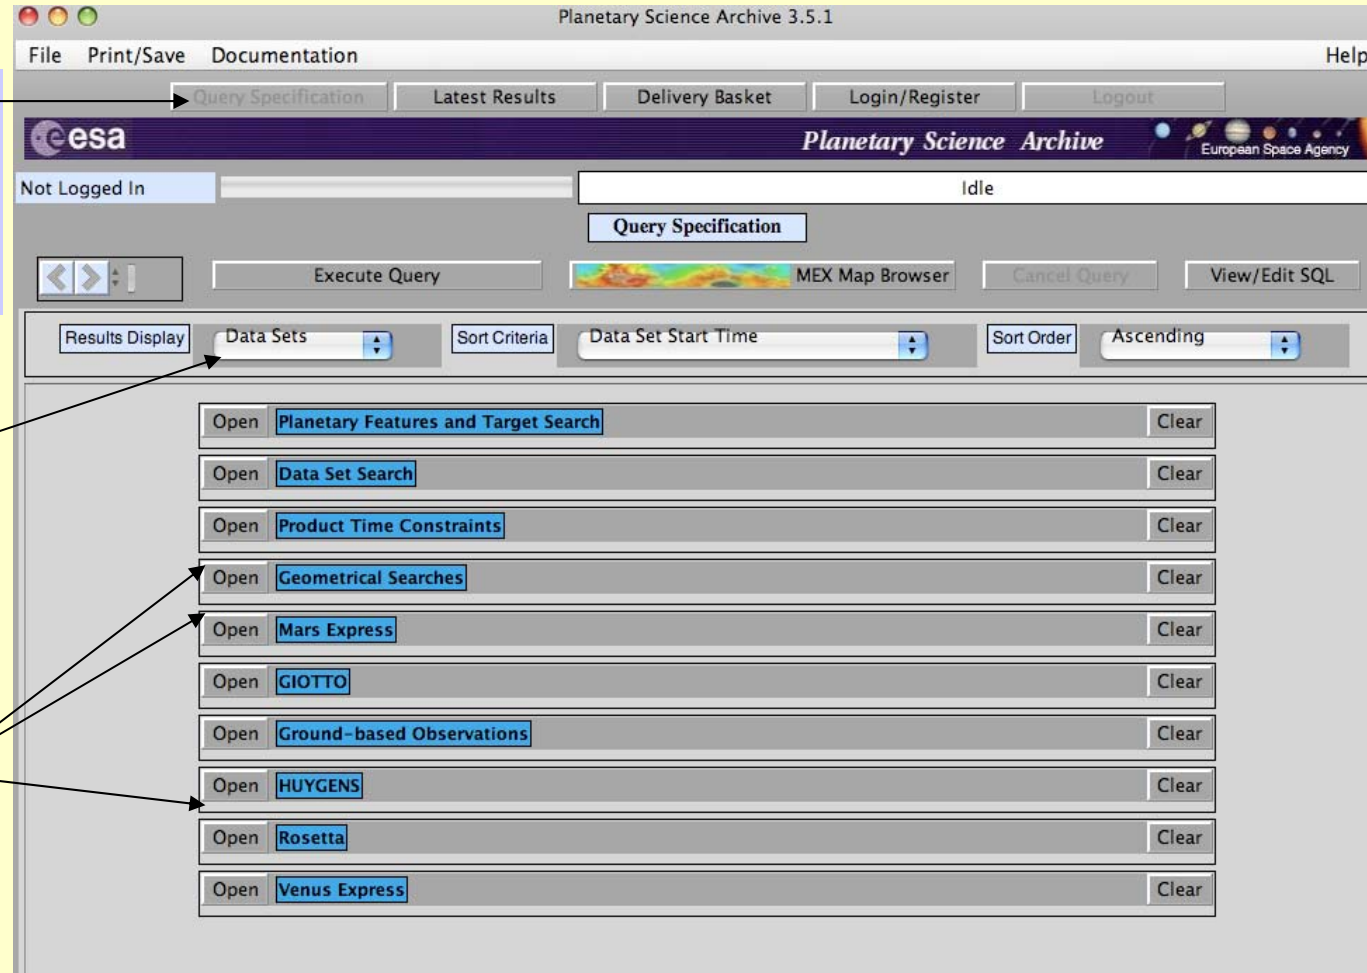 Planetary Science Archive 3.5.1
File Print/Save Documentation Help
Query Specification Latest Results Delivery Basket Login/Register Logout
esa Planetary Science Archive European Space Agency
Not Logged In Idle
Query Specification
Execute Query MEX Map Browser Cancel Query View/Edit SQL
Results Display Data Sets Sort Criteria Data Set Start Time Sort Order Ascending
Open Planetary Features and Target Search Clear
Open Data Set Search Clear
Open Product Time Constraints Clear
Open Geometrical Searches Clear
Open Mars Express Clear
Open GIOTTO Clear
Open Ground-based Observations Clear
Open HUYGENS Clear
Open Rosetta Clear
Open Venus Express Clear